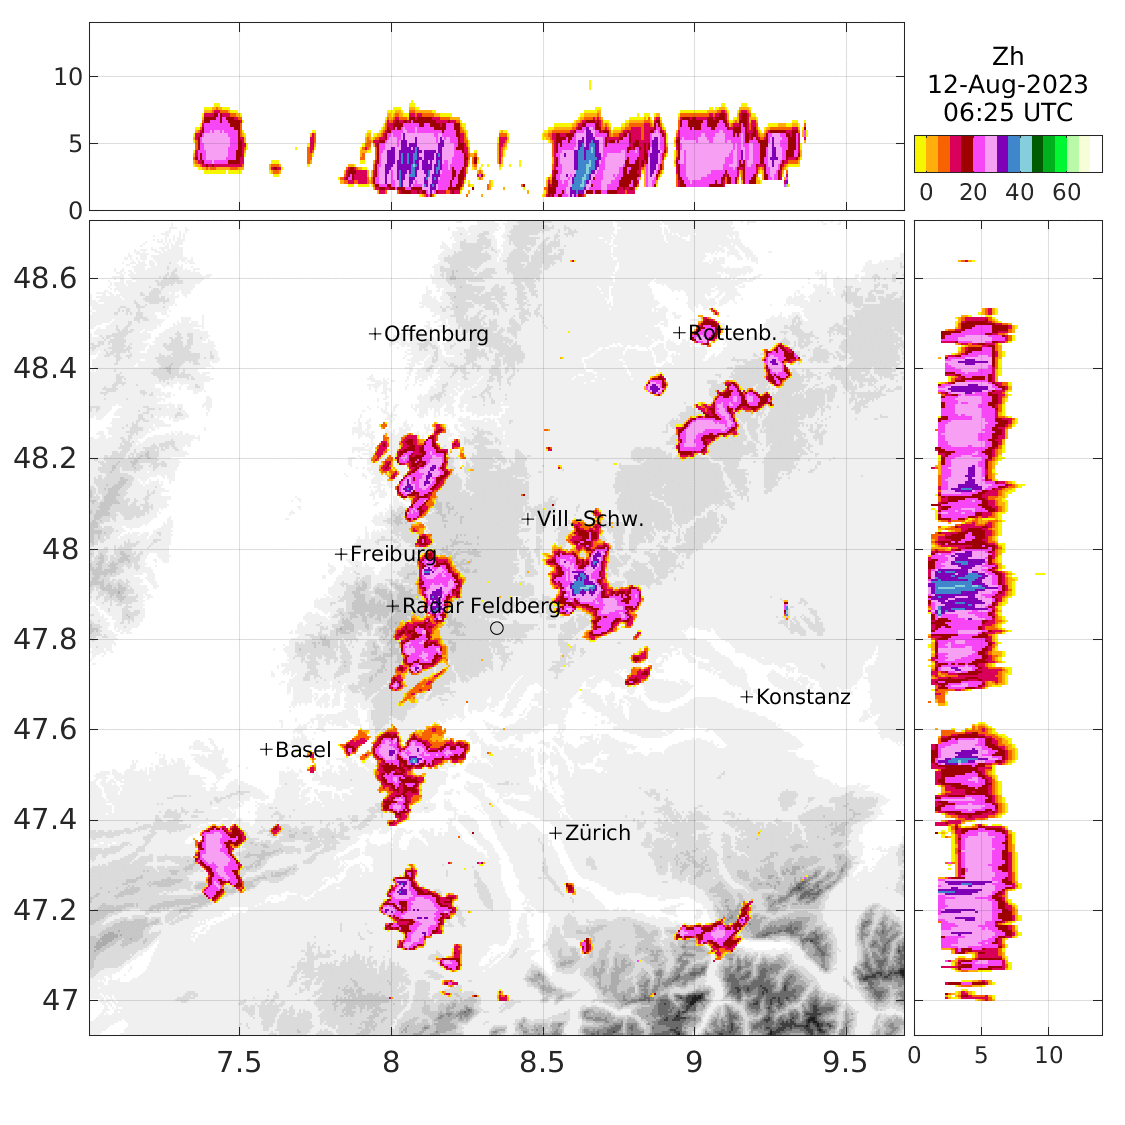 10
5
0
Zh
12-Aug-2023
06:25 UTC
0 20 40 60
48.6
48.4
48.2
48
47.8
47.6
47.4
47.2
47
+Offenburg
+Rottenb.
+Vill.-Schw.
+Freiburg
+Radar Feldberg
+Konstanz
+Basel
+Zürich
7.5 8 8.5 9 9.5
0 5 10